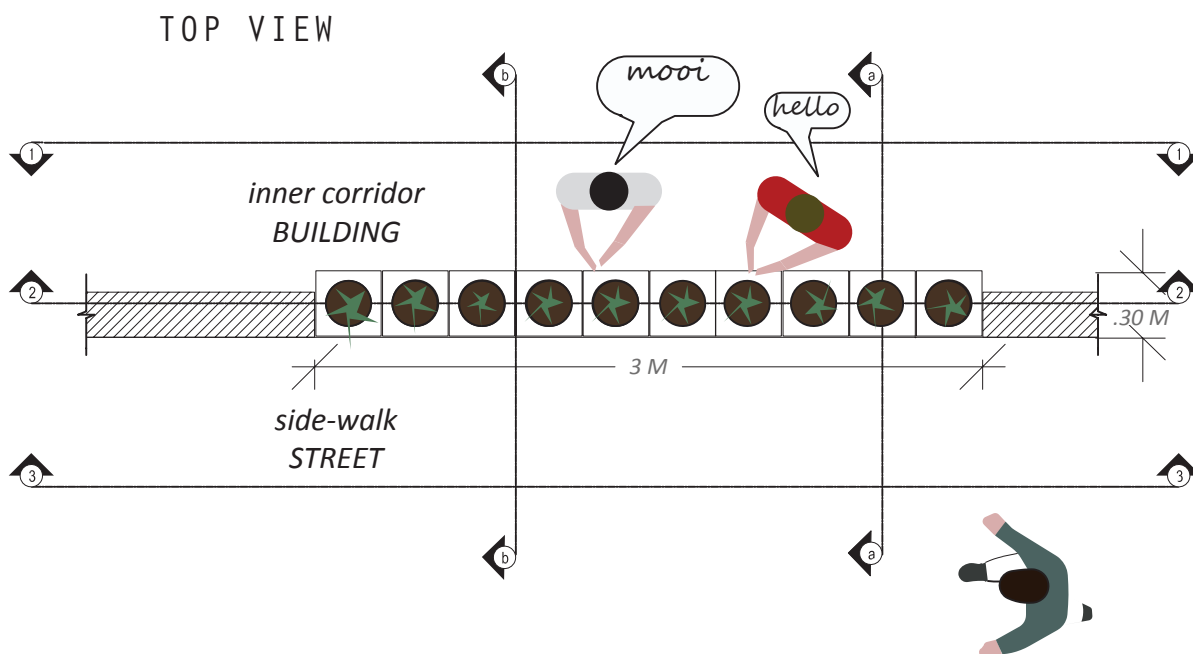 TOP VIEW
b
mooi
a
hello
1
1
inner corridor
BUILDING
2
2
.30 M
3 M
side-walk
STREET
3
3
b
a